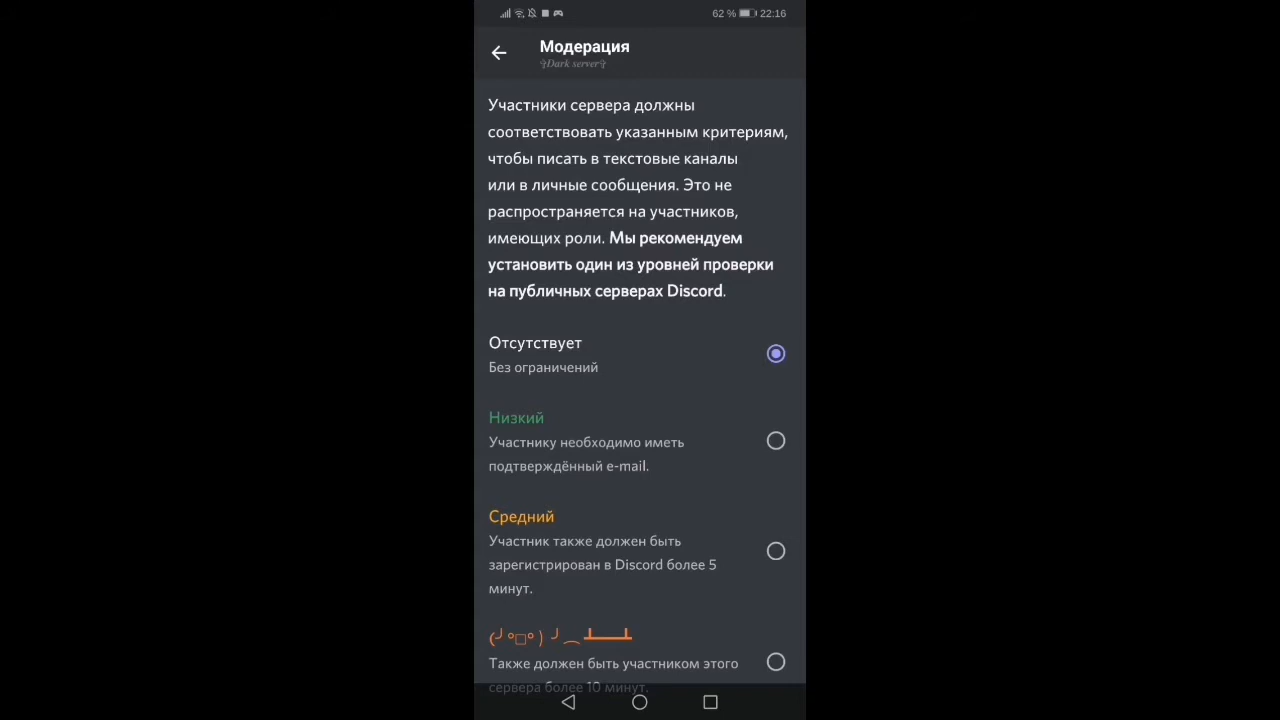 62 % 22:16
Модерация
✞Dark server✞
Участники сервера должны
соответствовать указанным критериям,
чтобы писать в текстовые каналы
или в личные сообщения. Это не
распространяется на участников,
имеющих роли. Мы рекомендуем
установить один из уровней проверки
на публичных серверах Discord.
Отсутствует
Без ограничений
Низкий
Участнику необходимо иметь
подтверждённый e-mail.
Средний
Участник также должен быть
зарегистрирован в Discord более 5
минут.
(╯°□°）╯︵ ┻━┻
Также должен быть участником этого
сервера более 10 минут.